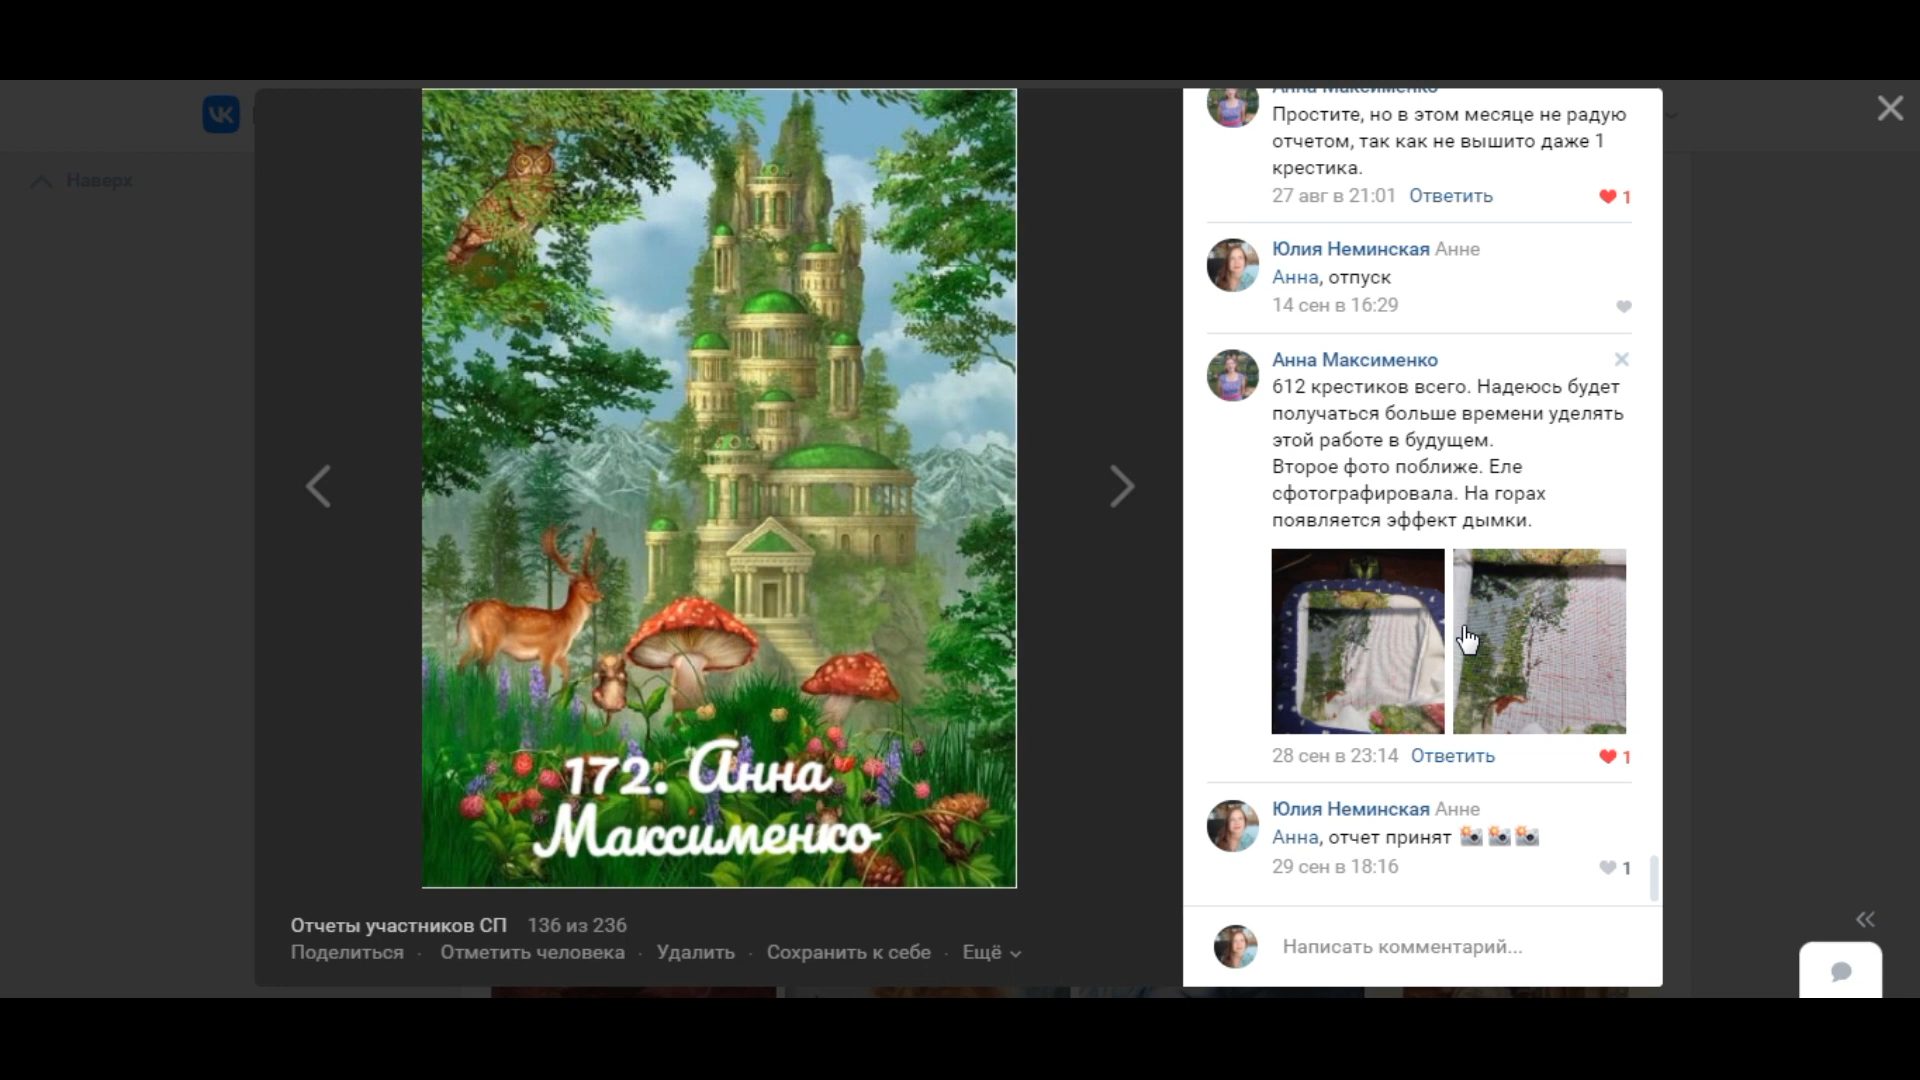 Наверх
172. Анна
Максименко
Отчеты участников СП 136 из 236
Поделиться · Отметить человека · Удалить · Сохранить к себе · Ещё
Анна Максименко
Простите, но в этом месяце не радую
отчетом, так как не вышито даже 1
крестика.
27 авг в 21:01 Ответить 1
Юлия Неминская Анне
Анна, отпуск
14 сен в 16:29
Анна Максименко
612 крестиков всего. Надеюсь будет
получаться больше времени уделять
этой работе в будущем.
Второе фото поближе. Еле
сфотографировала. На горах
появляется эффект дымки.
28 сен в 23:14 Ответить 1
Юлия Неминская Анне
Анна, отчет принят
29 сен в 18:16 1
Написать комментарий...